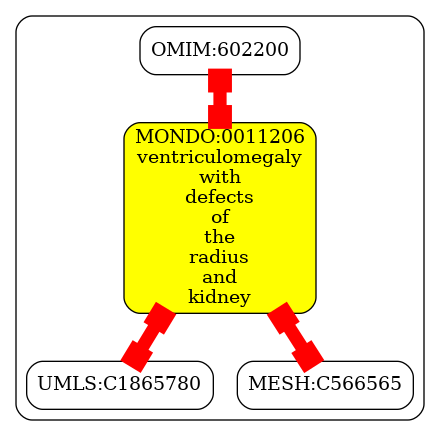 OMIM:602200
MONDO:0011206
ventriculomegaly
with
defects
of
the
radius
and
kidney
UMLS:C1865780
MESH:C566565